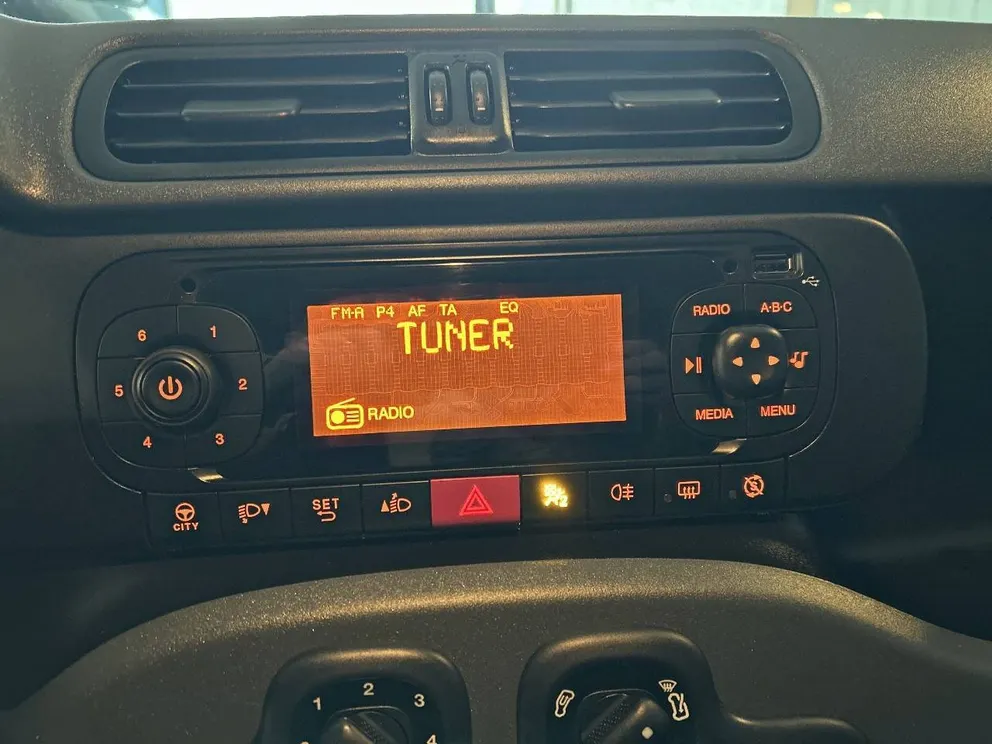 FM-A P4 AF TA EQ
TUNER
RADIO
6 1
5 2
4 3
RADIO A·B·C
MEDIA MENU
CITY
SET
1 2 3
4